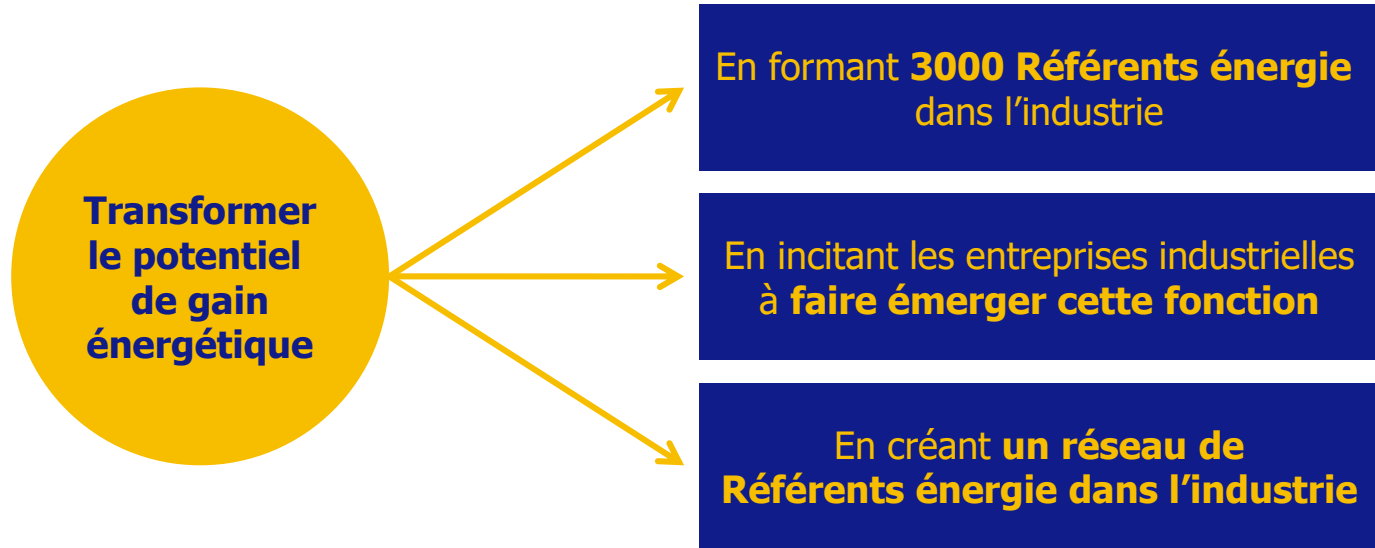 Transformer
le potentiel
de gain
énergétique
En formant 3000 Référents énergie
dans l’industrie
En incitant les entreprises industrielles
à faire émerger cette fonction
En créant un réseau de
Référents énergie dans l’industrie